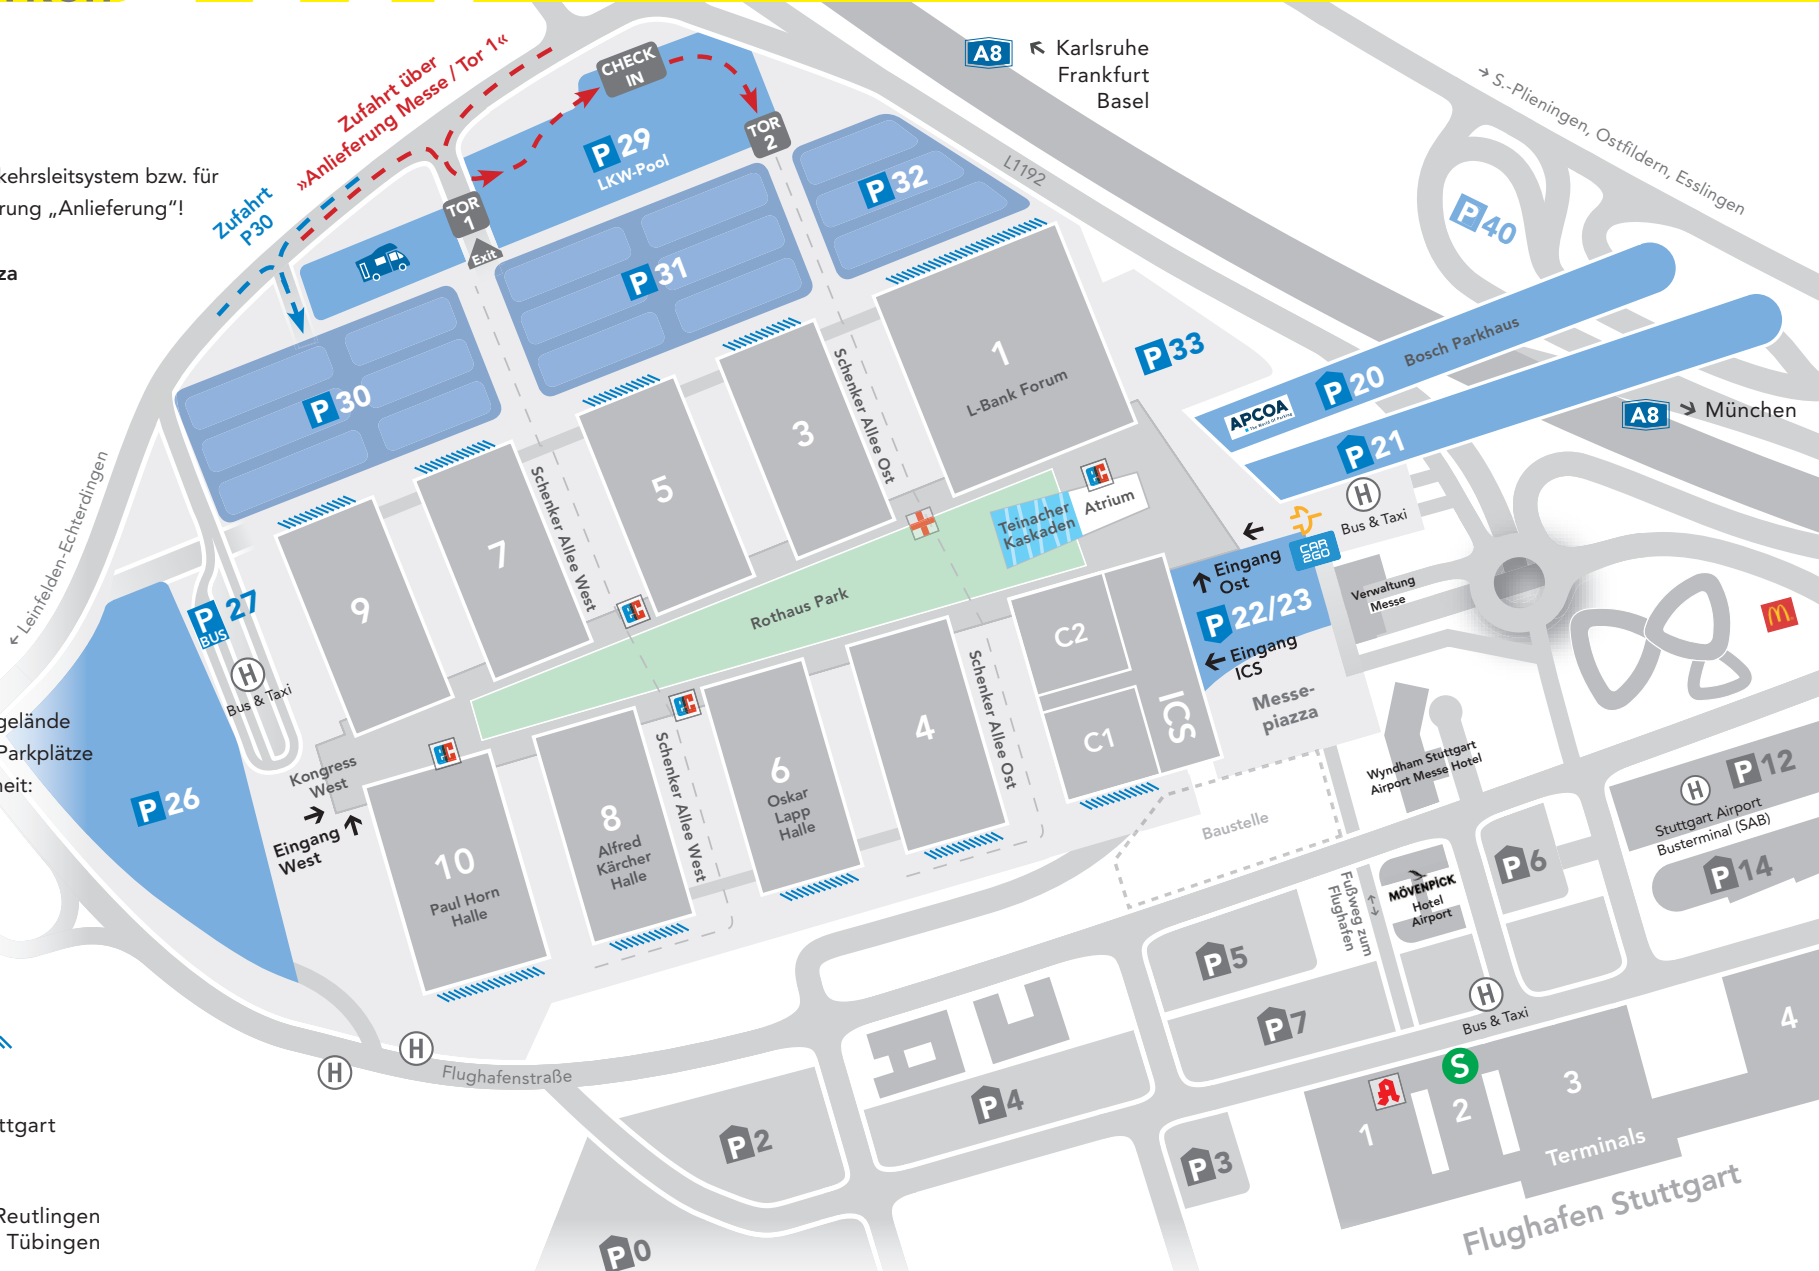 A8
Karlsruhe
Frankfurt
Basel
→ S.-Plieningen, Ostfildern, Esslingen
L1192
Zufahrt über
»Anlieferung Messe / Tor 1«
CHECK
IN
TOR
2
P 29
LKW-Pool
P 32
kehrsleitsystem bzw. für
rung „Anlieferung“!
Zufahrt
P30
TOR
1
Exit
P 40
za
P 31
P 30
P 33
Bosch Parkhaus
P 20
APCOA
P 21
A8
München
1
L-Bank Forum
3
5
7
9
Schenker Allee Ost
Schenker Allee West
← Leinfelden-Echterdingen
EC
Atrium
Teinacher
Kaskaden
H
Bus & Taxi
CAR
2GO
Eingang
Ost
P 22/23
Eingang
ICS
Verwaltung
Messe
Messe-
piazza
Rothaus Park
EC
EC
EC
P
BUS
27
H
Bus & Taxi
C2
C1
ICS
Schenker Allee Ost
4
6
Oskar
Lapp
Halle
Schenker Allee West
8
Alfred
Kärcher
Halle
10
Paul Horn
Halle
Kongress
West
Eingang
West
P 26
gelände
Parkplätze
heit:
Wyndham Stuttgart
Airport Messe Hotel
Baustelle
P 12
H
Stuttgart Airport
Busterminal (SAB)
P 14
P 6
MÖVENPICK
Hotel
Airport
Fußweg zum
Flughafen
P 5
P 7
H
Bus & Taxi
S
H
H
Flughafenstraße
P 4
P 2
P 3
P 0
1
2
3
4
Terminals
Flughafen Stuttgart
ttgart
Reutlingen
Tübingen